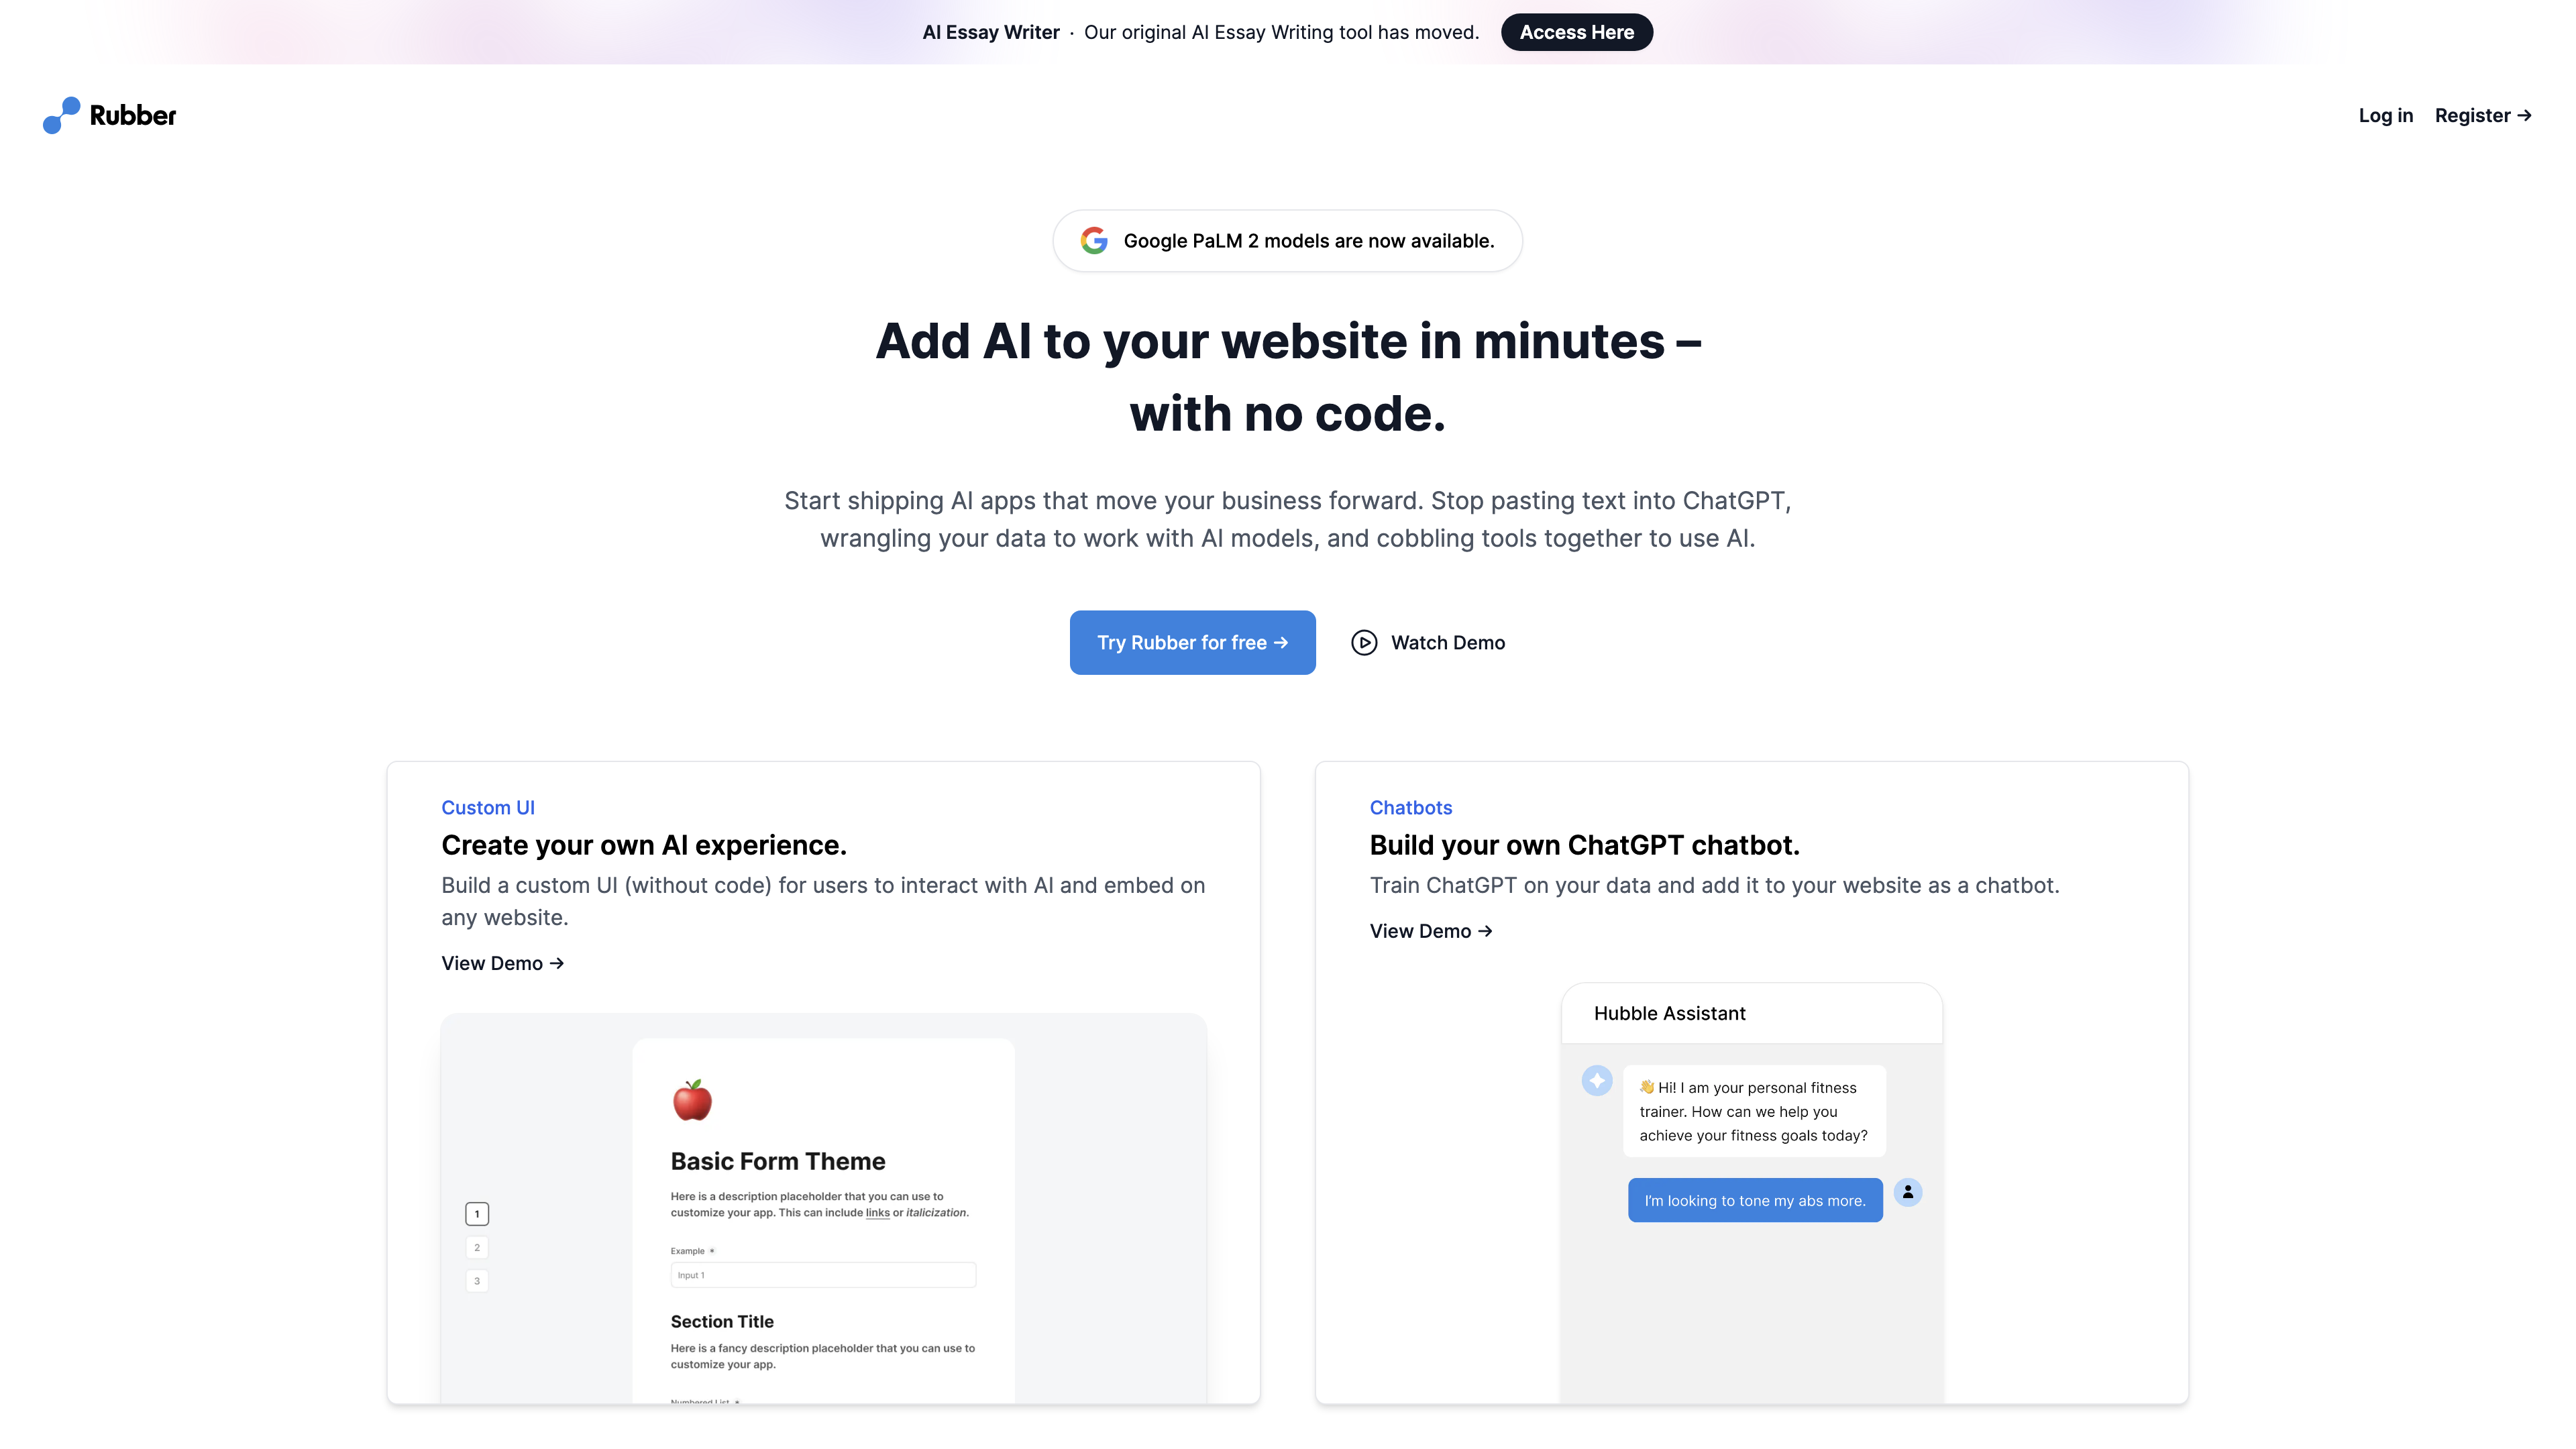 AI Essay Writer · Our original AI Essay Writing tool has moved. Access Here
Rubber
Log in Register →
Google PaLM 2 models are now available.
Add AI to your website in minutes –
with no code.
Start shipping AI apps that move your business forward. Stop pasting text into ChatGPT,
wrangling your data to work with AI models, and cobbling tools together to use AI.
Try Rubber for free → Watch Demo
Custom UI
Create your own AI experience.
Build a custom UI (without code) for users to interact with AI and embed on
any website.
View Demo →
🍎
Basic Form Theme
Here is a description placeholder that you can use to
customize your app. This can include links or italicization.
1
2
3
Example *
Input 1
Section Title
Here is a fancy description placeholder that you can use to
customize your app.
Numbered List *
Chatbots
Build your own ChatGPT chatbot.
Train ChatGPT on your data and add it to your website as a chatbot.
View Demo →
Hubble Assistant
👋 Hi! I am your personal fitness
trainer. How can we help you
achieve your fitness goals today?
I'm looking to tone my abs more.